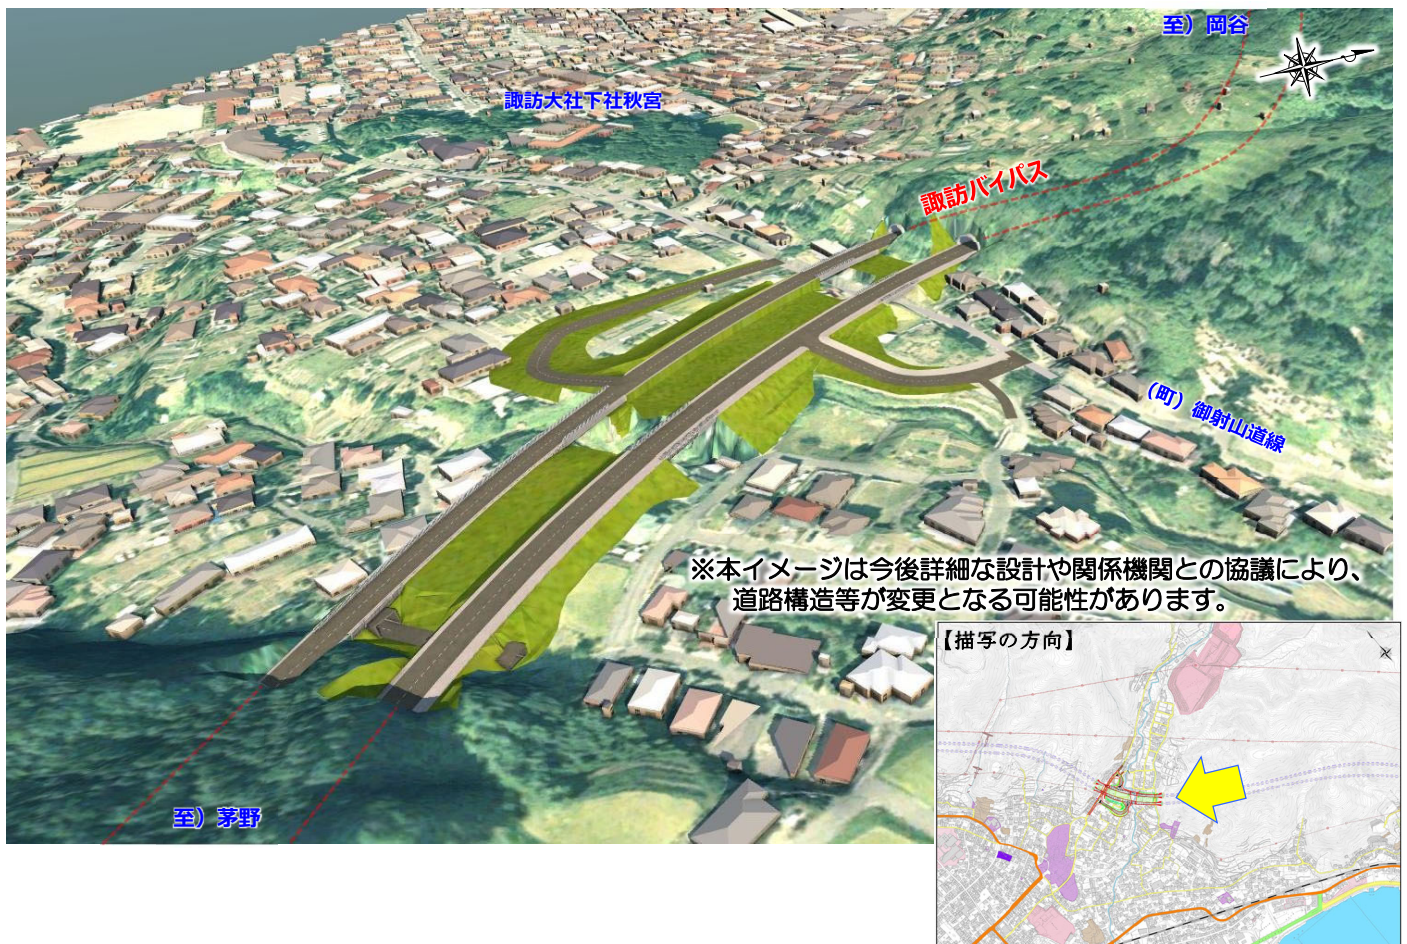 至）岡谷
諏訪大社下社秋宮
諏訪バイパス
（町）御射山道線
※本イメージは今後詳細な設計や関係機関との協議により、
道路構造等が変更となる可能性があります。
【描写の方向】
至）茅野